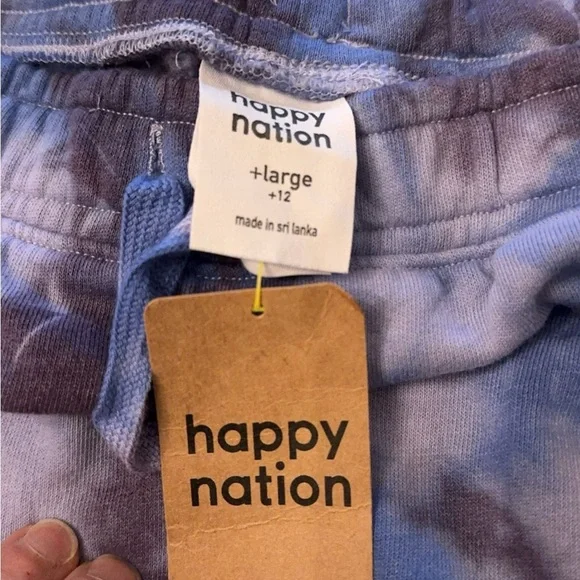 happy
nation
+large
+12
made in sri lanka
happy
nation